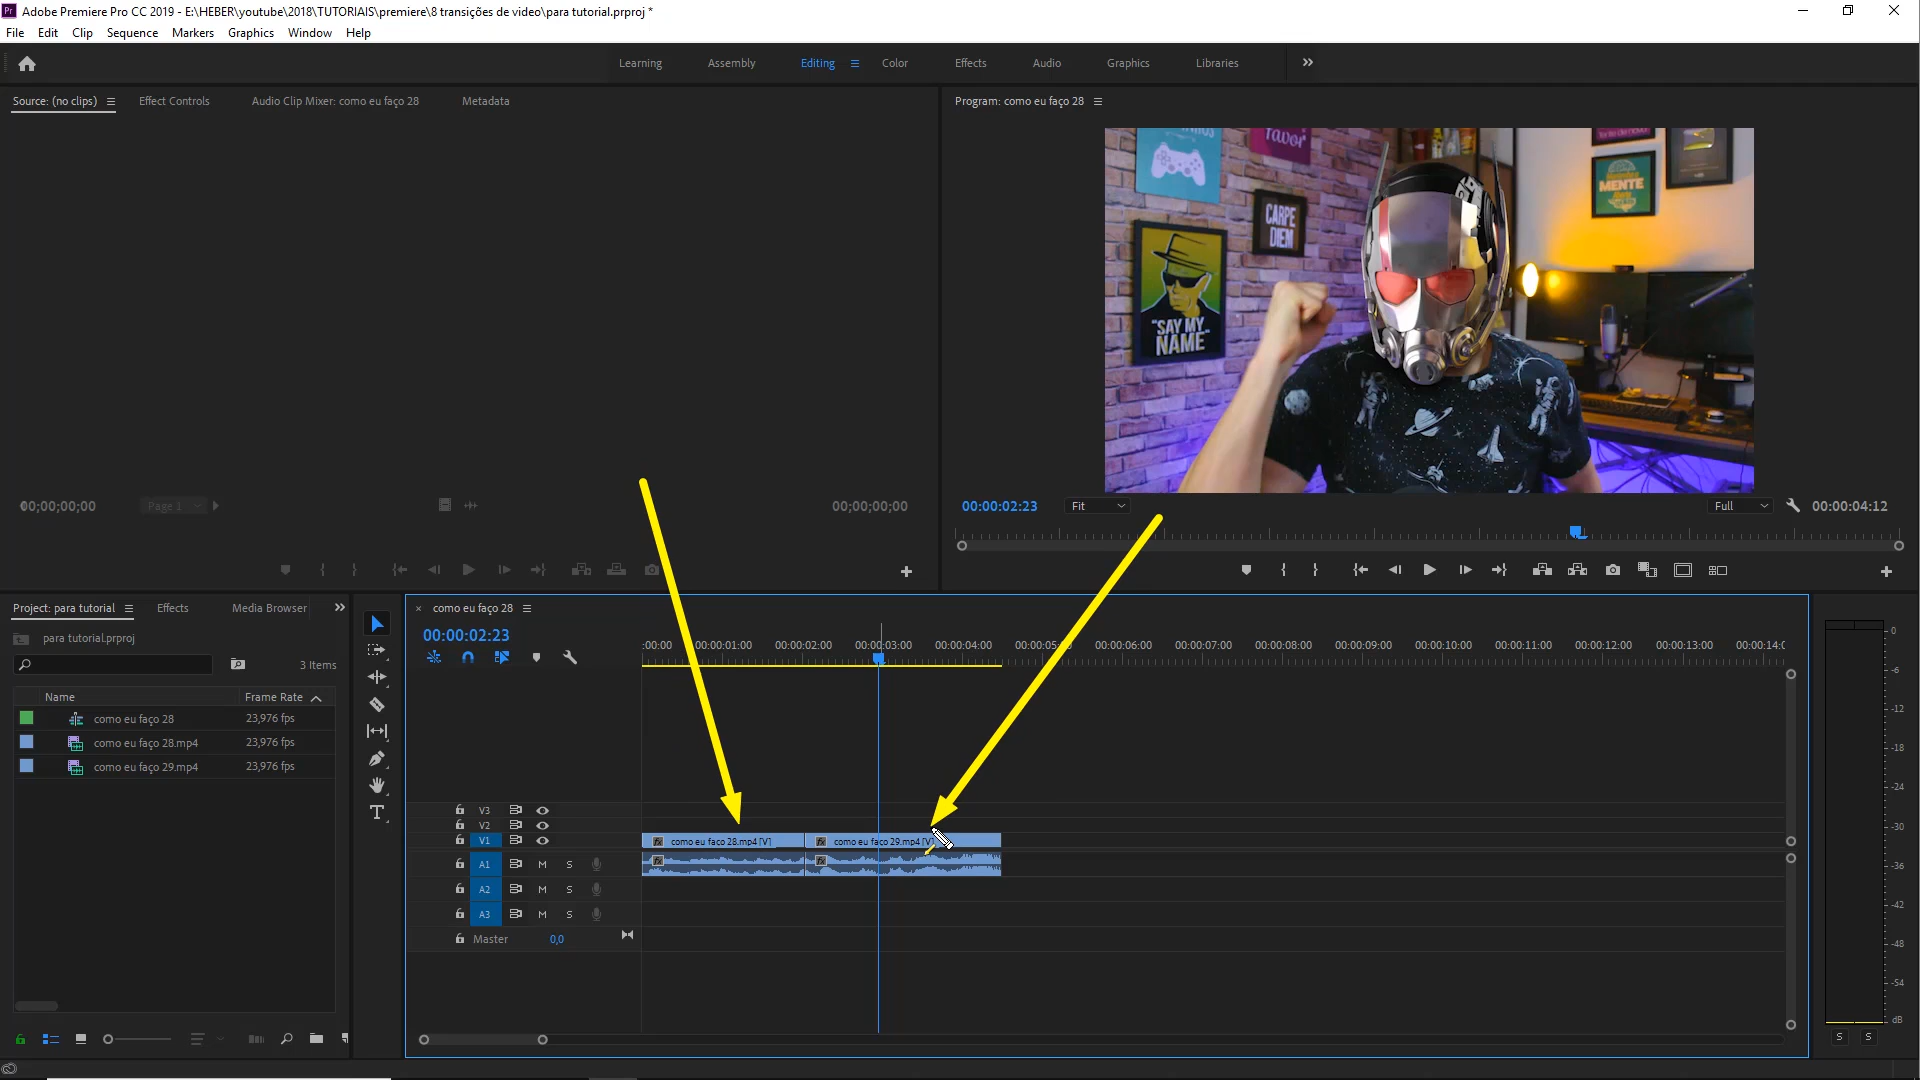 Pr Adobe Premiere Pro CC 2019 - E:\HEBER\youtube\2018\TUTORIAIS\premiere\8 transições de video\para tutorial.prproj *
File Edit Clip Sequence Markers Graphics Window Help
Learning Assembly Editing Color Effects Audio Graphics Libraries
Source: (no clips) Effect Controls Audio Clip Mixer: como eu faço 28 Metadata
Program: como eu faço 28
favor
CARPE
DIEM
MENTE
"SAY MY
NAME"
00;00;00;00 Page 1 00;00;00;00
00:00:02:23 Fit Full 00:00:04:12
Project: para tutorial Effects Media Browser
para tutorial.prproj
3 Items
Name Frame Rate
como eu faço 28 23,976 fps
como eu faço 28.mp4 23,976 fps
como eu faço 29.mp4 23,976 fps
como eu faço 28
00:00:02:23
:00:00 00:00:01:00 00:00:02:00 00:00:03:00 00:00:04:00 00:00:05: 00:00:06:00 00:00:07:00 00:00:08:00 00:00:09:00 00:00:10:00 00:00:11:00 00:00:12:00 00:00:13:00 00:00:14:0
V3
V2
V1 fx como eu faço 28.mp4 [V] fx como eu faço 29.mp4 [V]
A1 M S
A2 M S
A3 M S
Master 0,0
0
-6
-12
-18
-24
-30
-36
-42
-48
-54
dB
S S